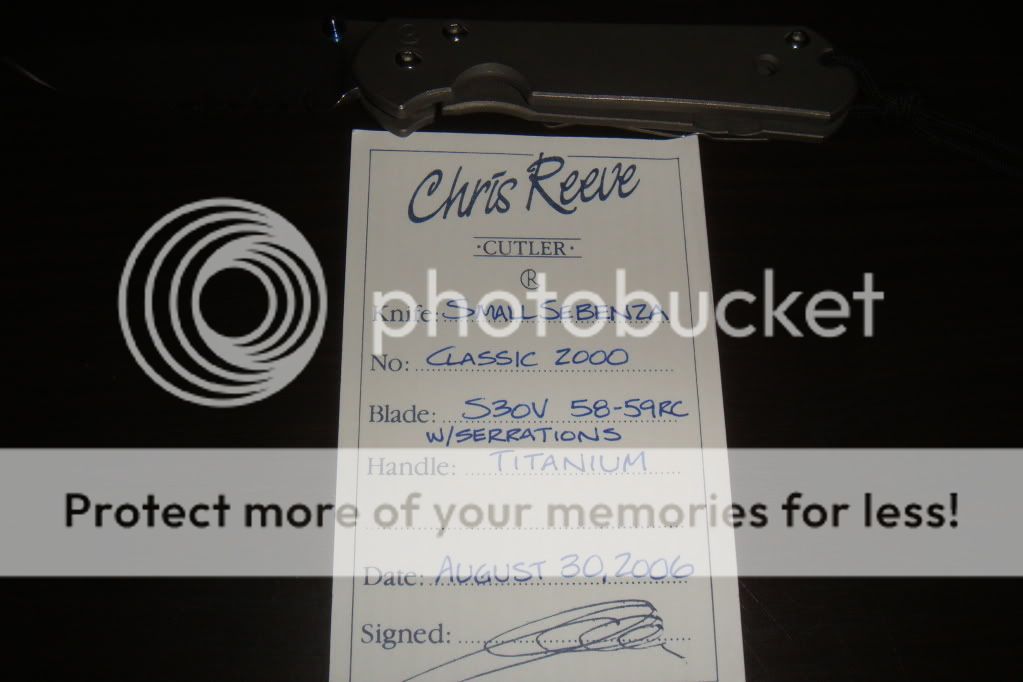 Chris Reeve
·CUTLER·
®
photobucket
Knife: SMALL SEBENZA
No: CLASSIC 2000
Blade: S30V 58-59RC
W/SERRATIONS
Handle: TITANIUM
Protect more of your memories for less!
Date: AUGUST 30, 2006
Signed: